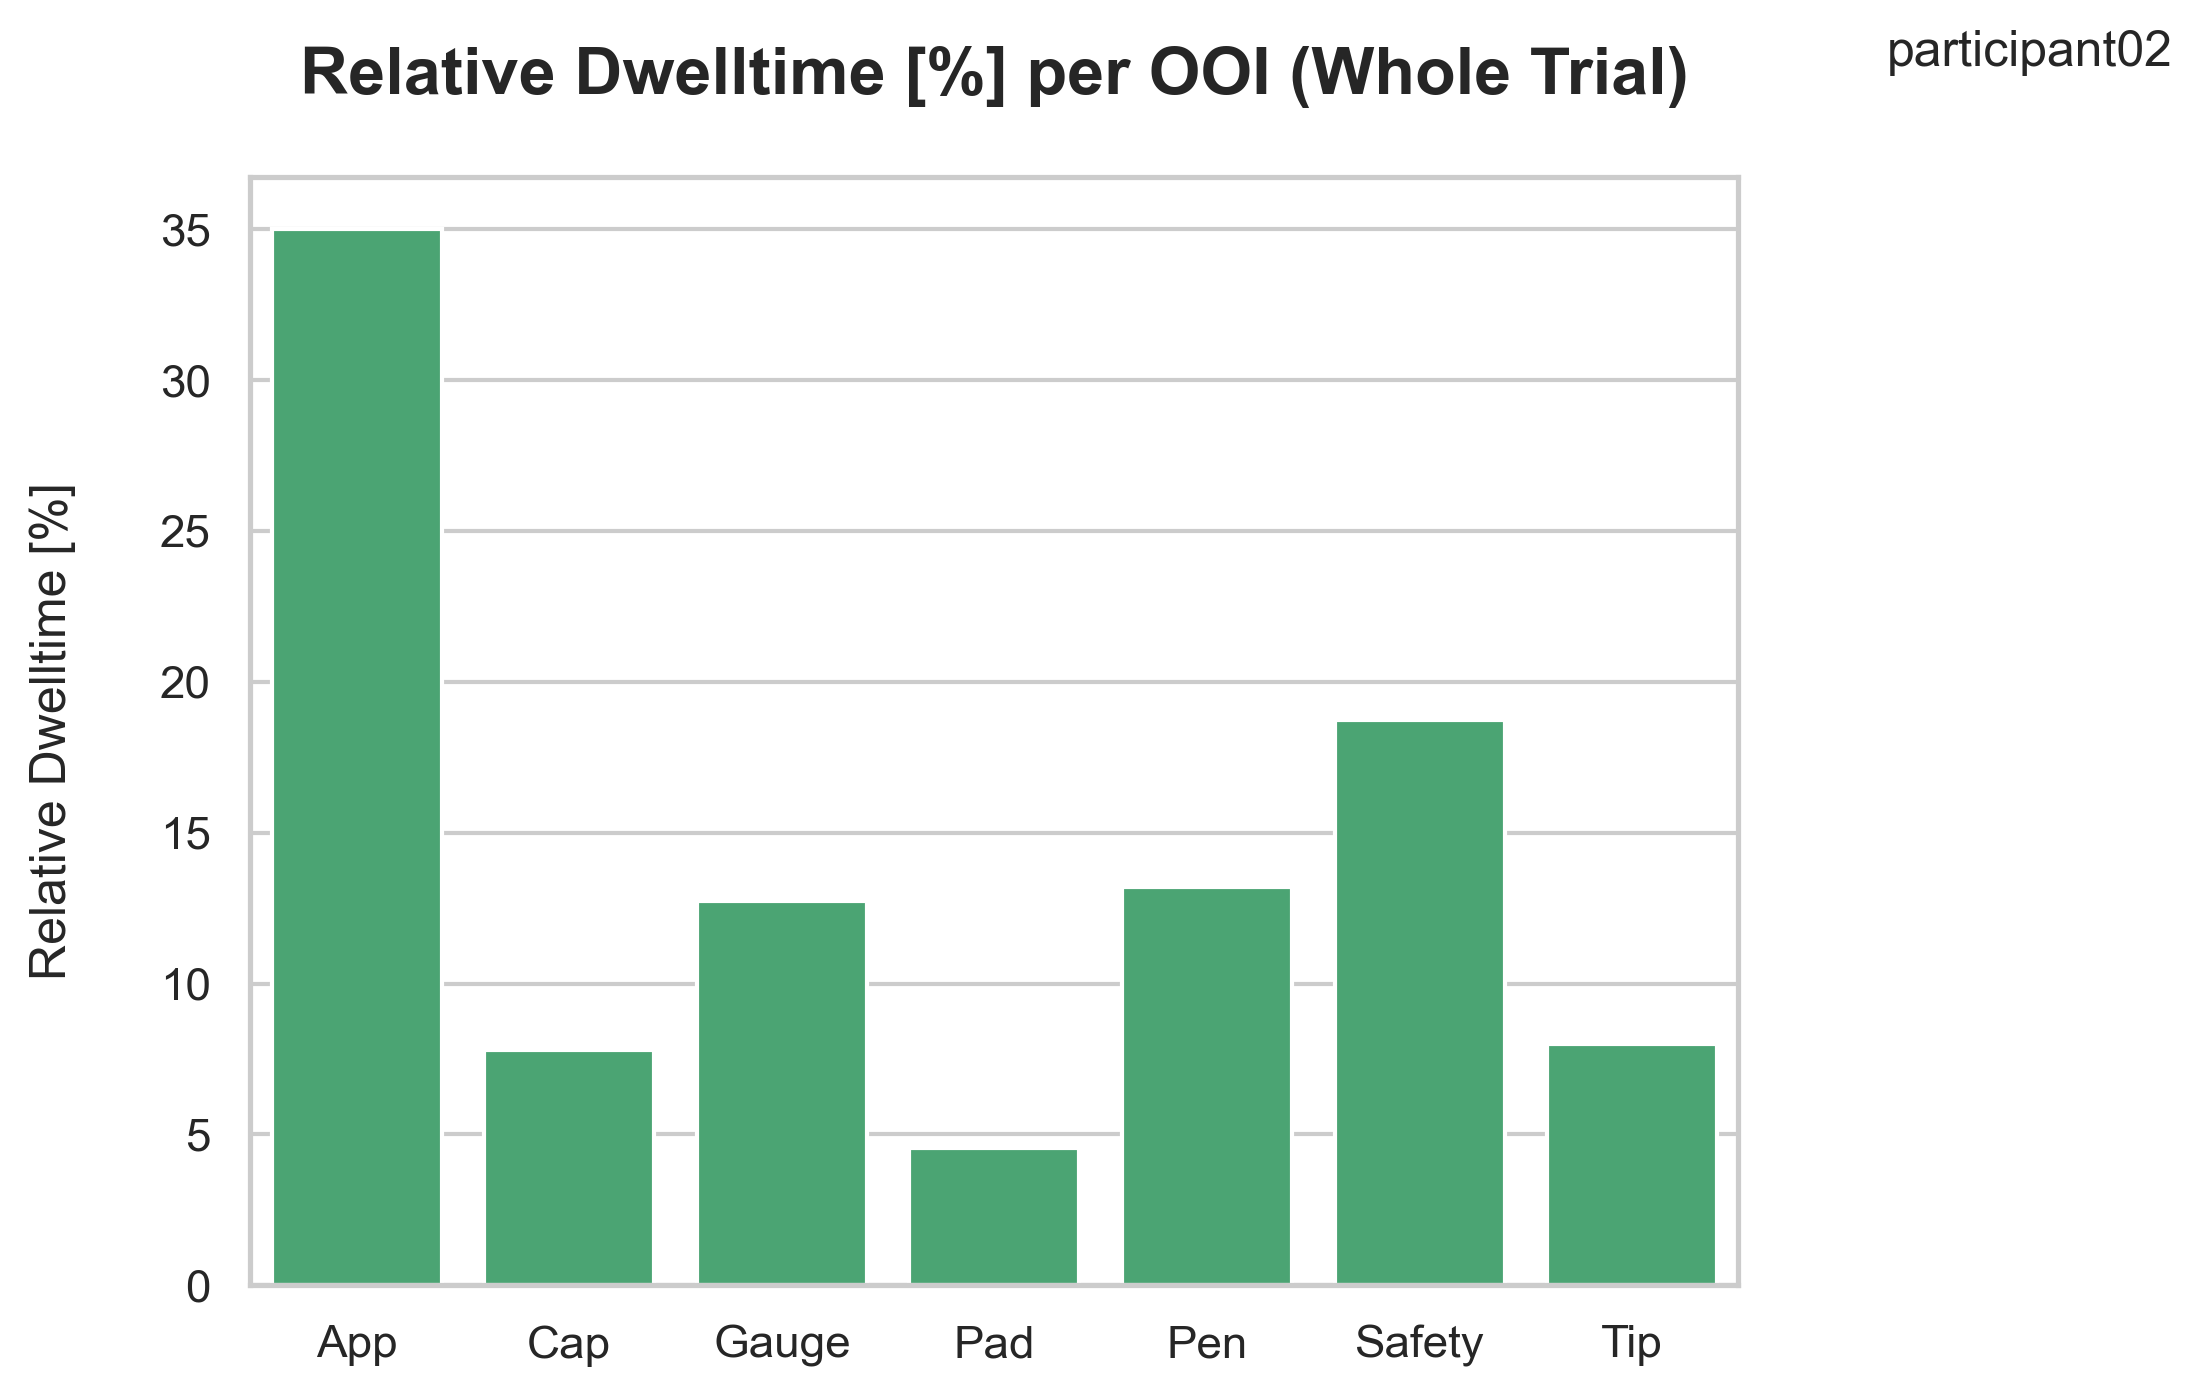 Relative Dwelltime [%] per OOI (Whole Trial)
participant02
Relative Dwelltime [%]
35
30
25
20
15
10
5
0
App Cap Gauge Pad Pen Safety Tip